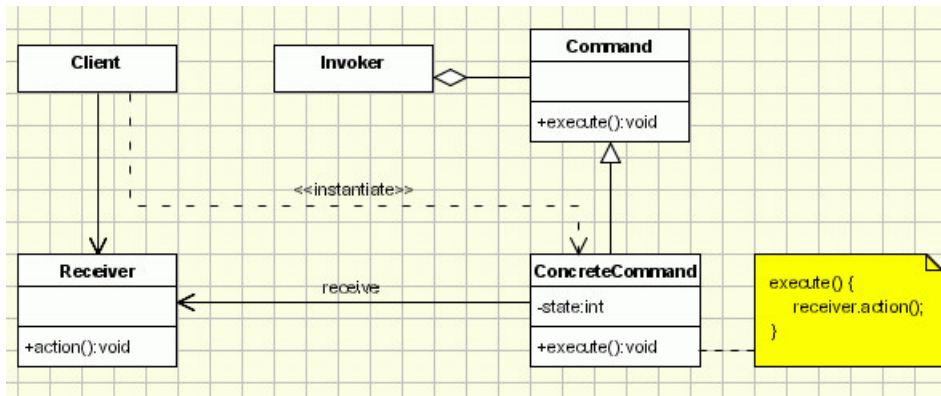 Client
Invoker
Command
+execute():void
<<instantiate>>
Receiver
+action():void
receive
ConcreteCommand
-state:int
+execute():void
execute() {
receiver.action();
}